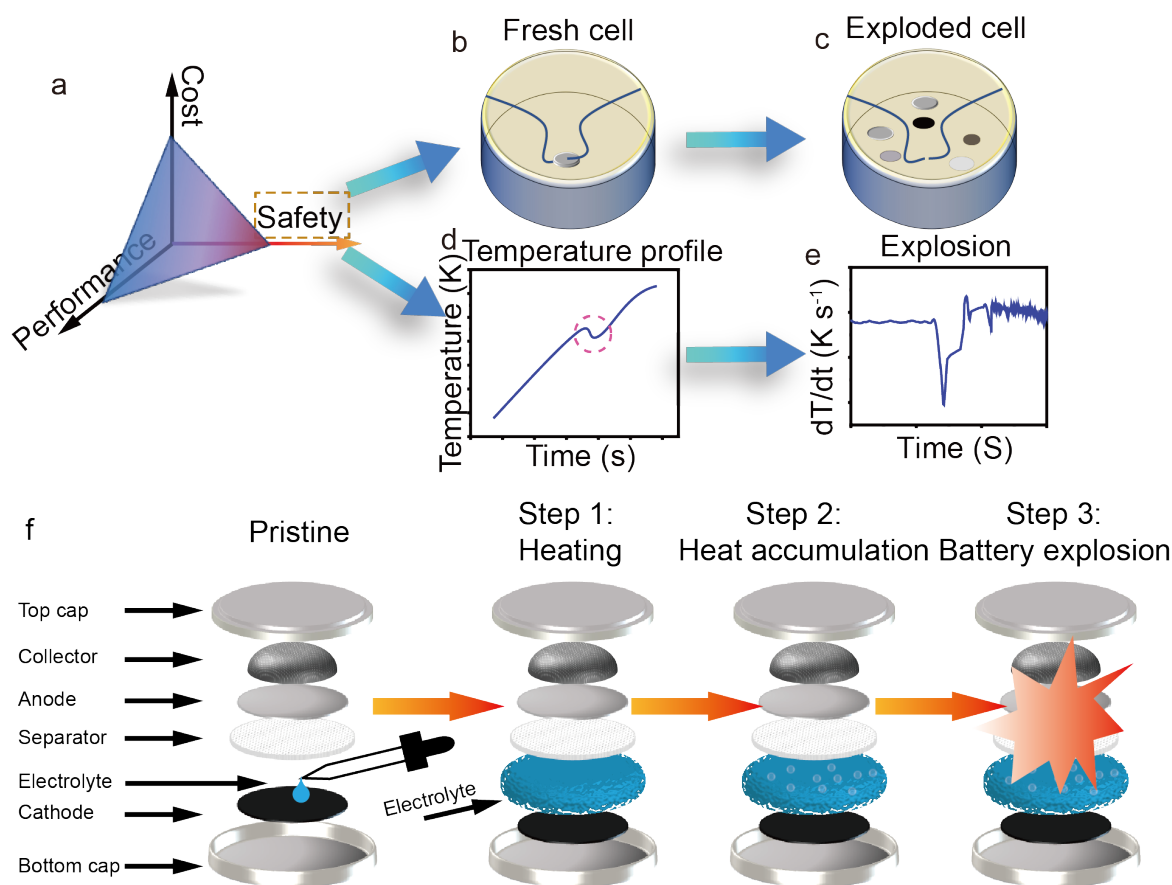 a
Cost
Performance
Safety
b
Fresh cell
c
Exploded cell
d
Temperature profile
Temperature (K)
Time (s)
e
Explosion
dT/dt (K s⁻¹)
Time (S)
f
Pristine
Step 1:
Heating
Step 2:
Heat accumulation
Step 3:
Battery explosion
Top cap
Collector
Anode
Separator
Electrolyte
Cathode
Bottom cap
Electrolyte